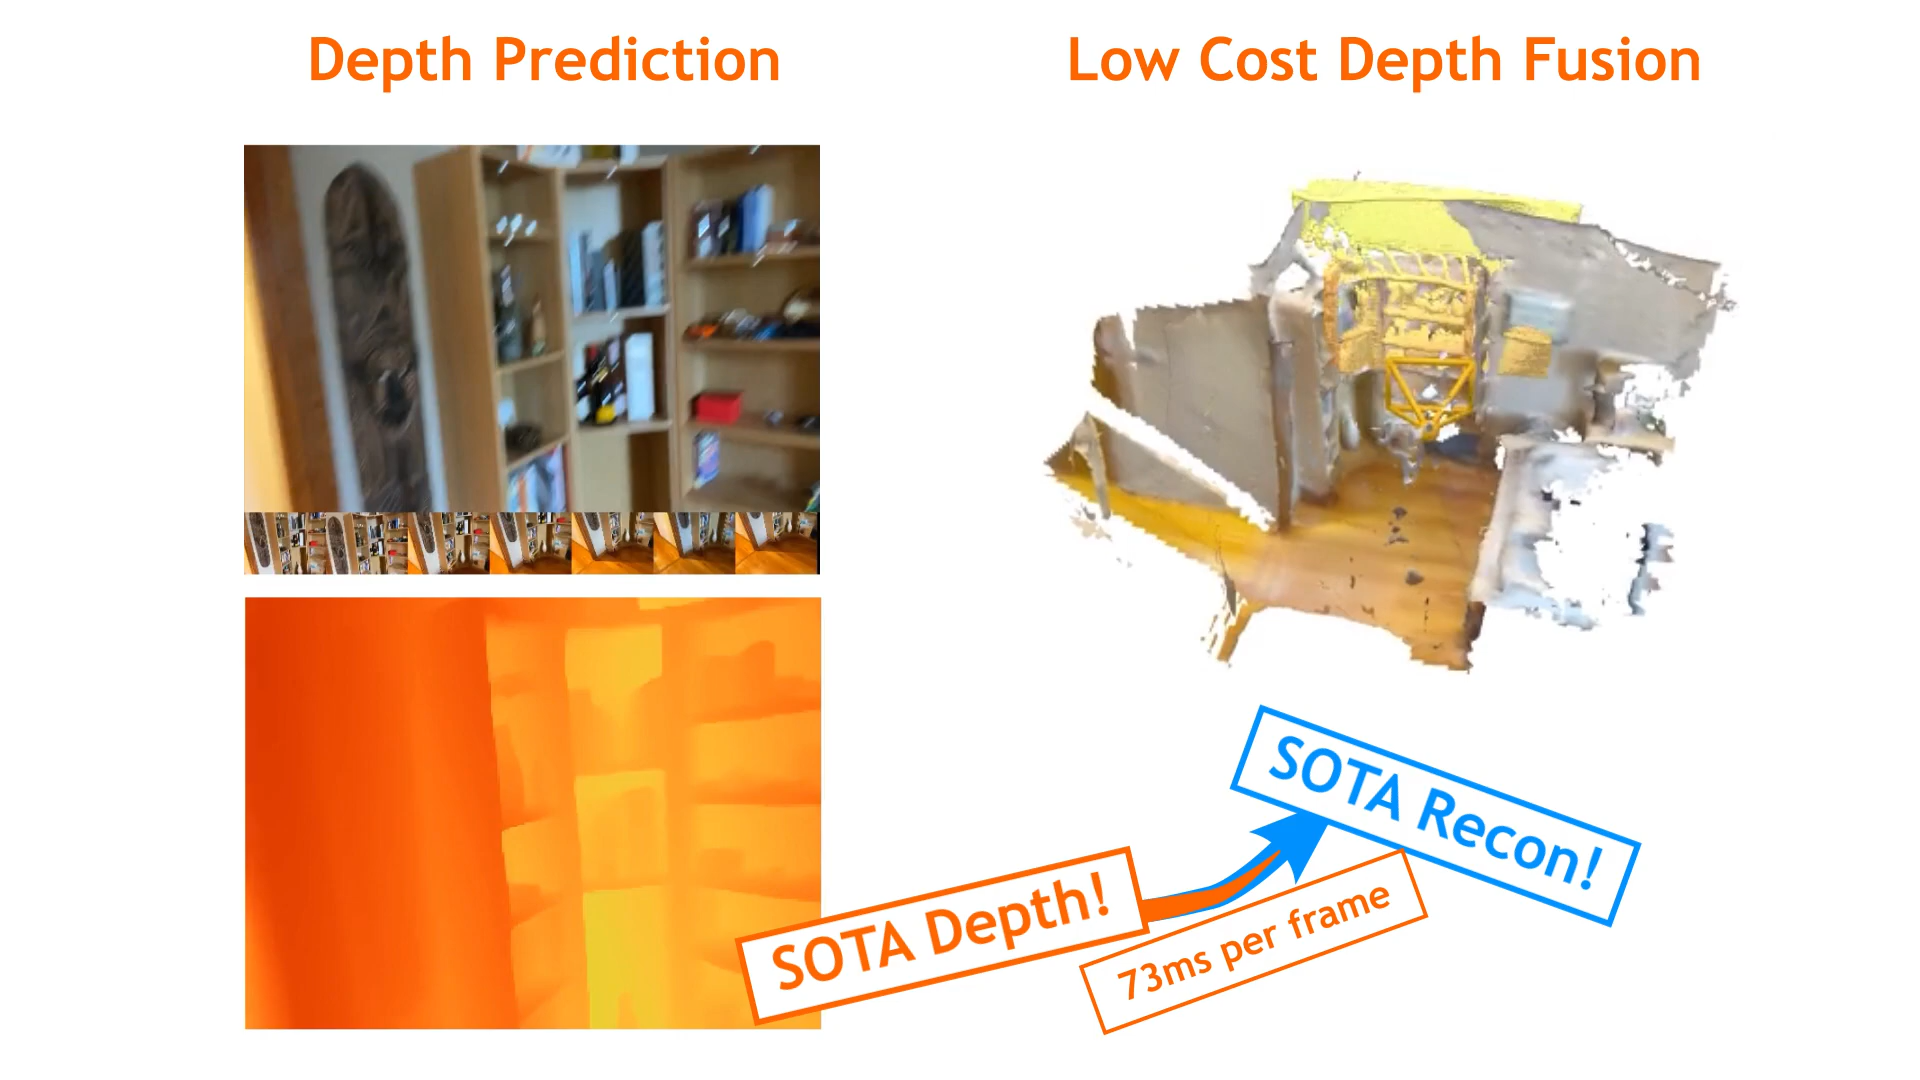 Depth Prediction
Low Cost Depth Fusion
SOTA Recon!
SOTA Depth!
73ms per frame